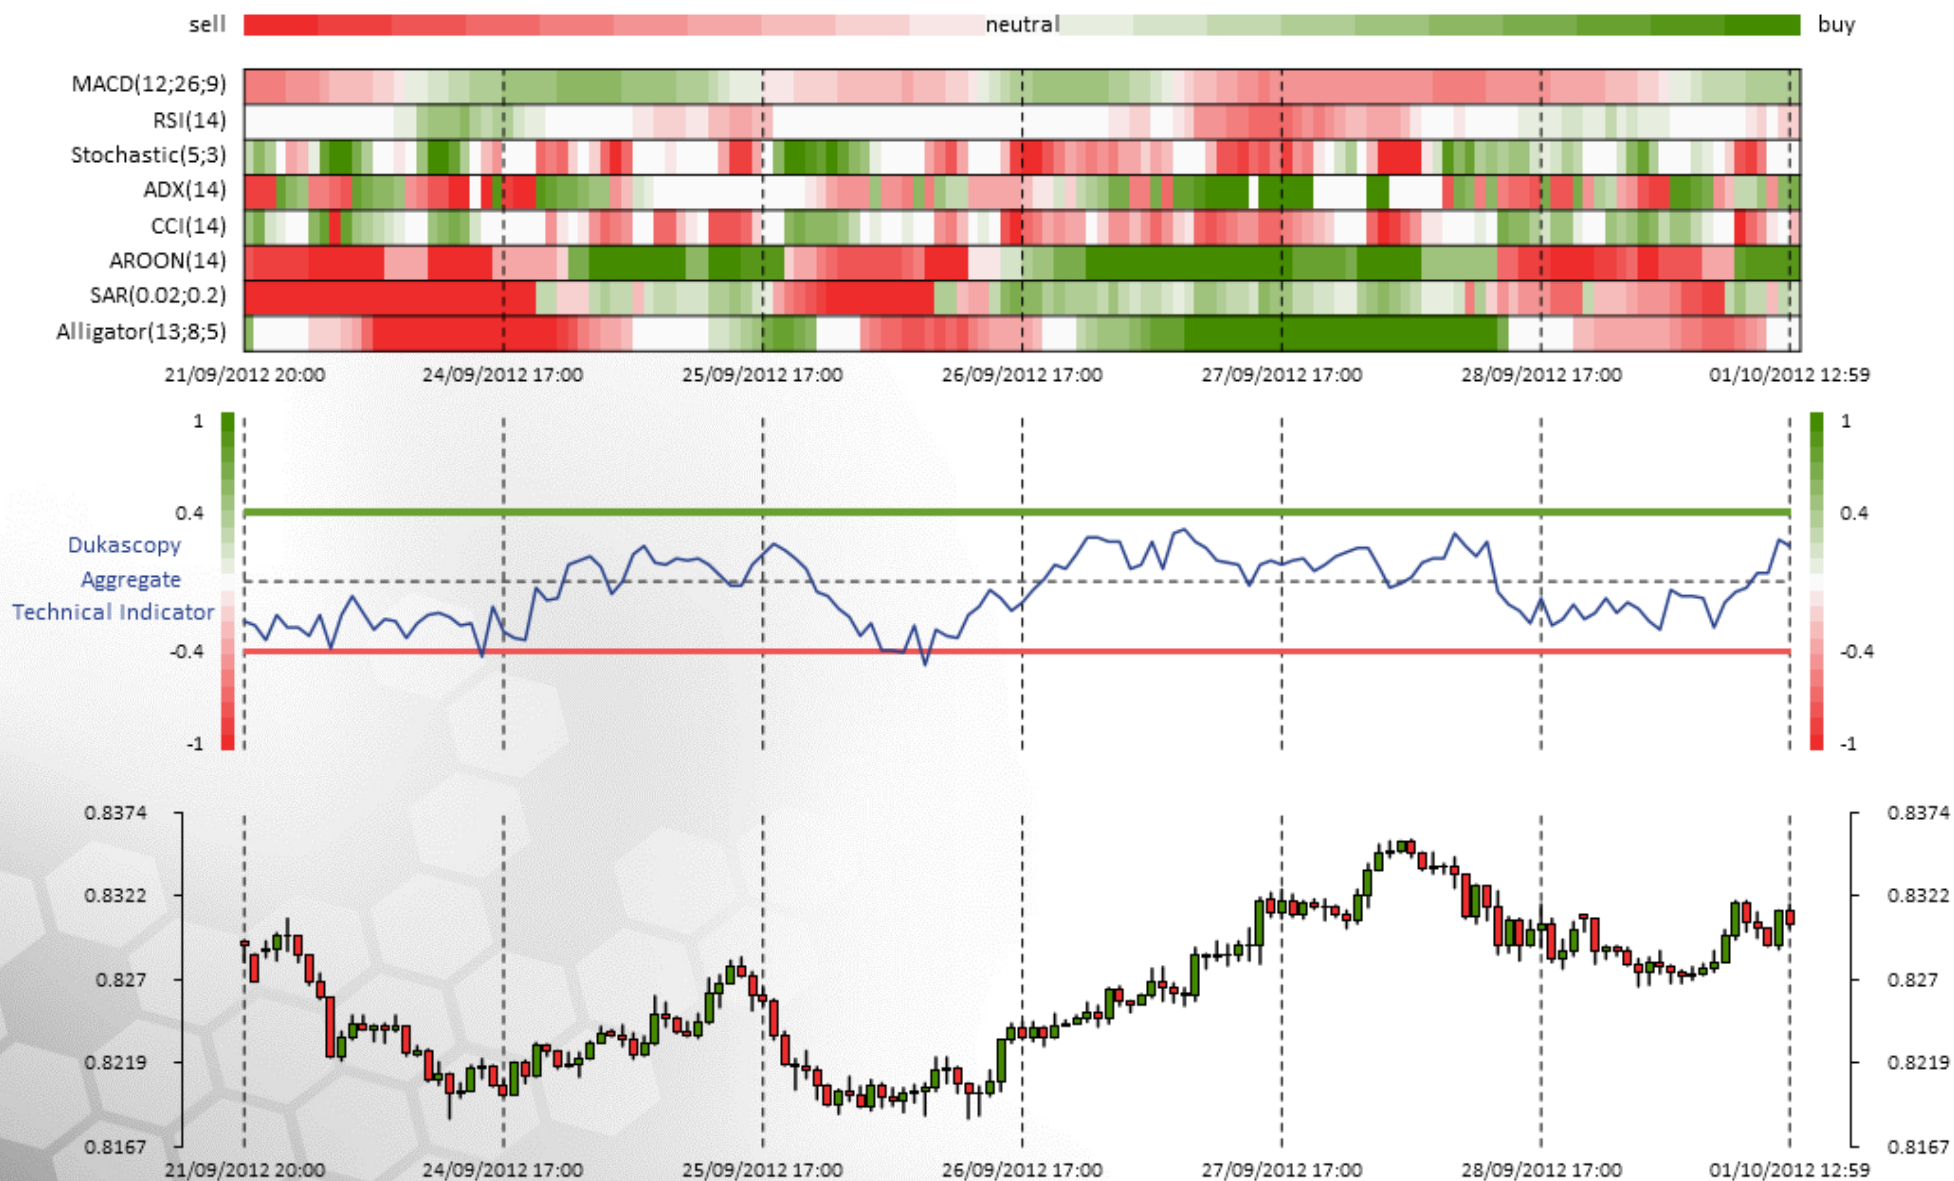 sell neutral buy
MACD(12;26;9)
RSI(14)
Stochastic(5;3)
ADX(14)
CCI(14)
AROON(14)
SAR(0.02;0.2)
Alligator(13;8;5)
21/09/2012 20:00 24/09/2012 17:00 25/09/2012 17:00 26/09/2012 17:00 27/09/2012 17:00 28/09/2012 17:00 01/10/2012 12:59
1 1
0.4 0.4
Dukascopy
Aggregate
Technical Indicator
-0.4 -0.4
-1 -1
0.8374 0.8374
0.8322 0.8322
0.827 0.827
0.8219 0.8219
0.8167 0.8167
21/09/2012 20:00 24/09/2012 17:00 25/09/2012 17:00 26/09/2012 17:00 27/09/2012 17:00 28/09/2012 17:00 01/10/2012 12:59